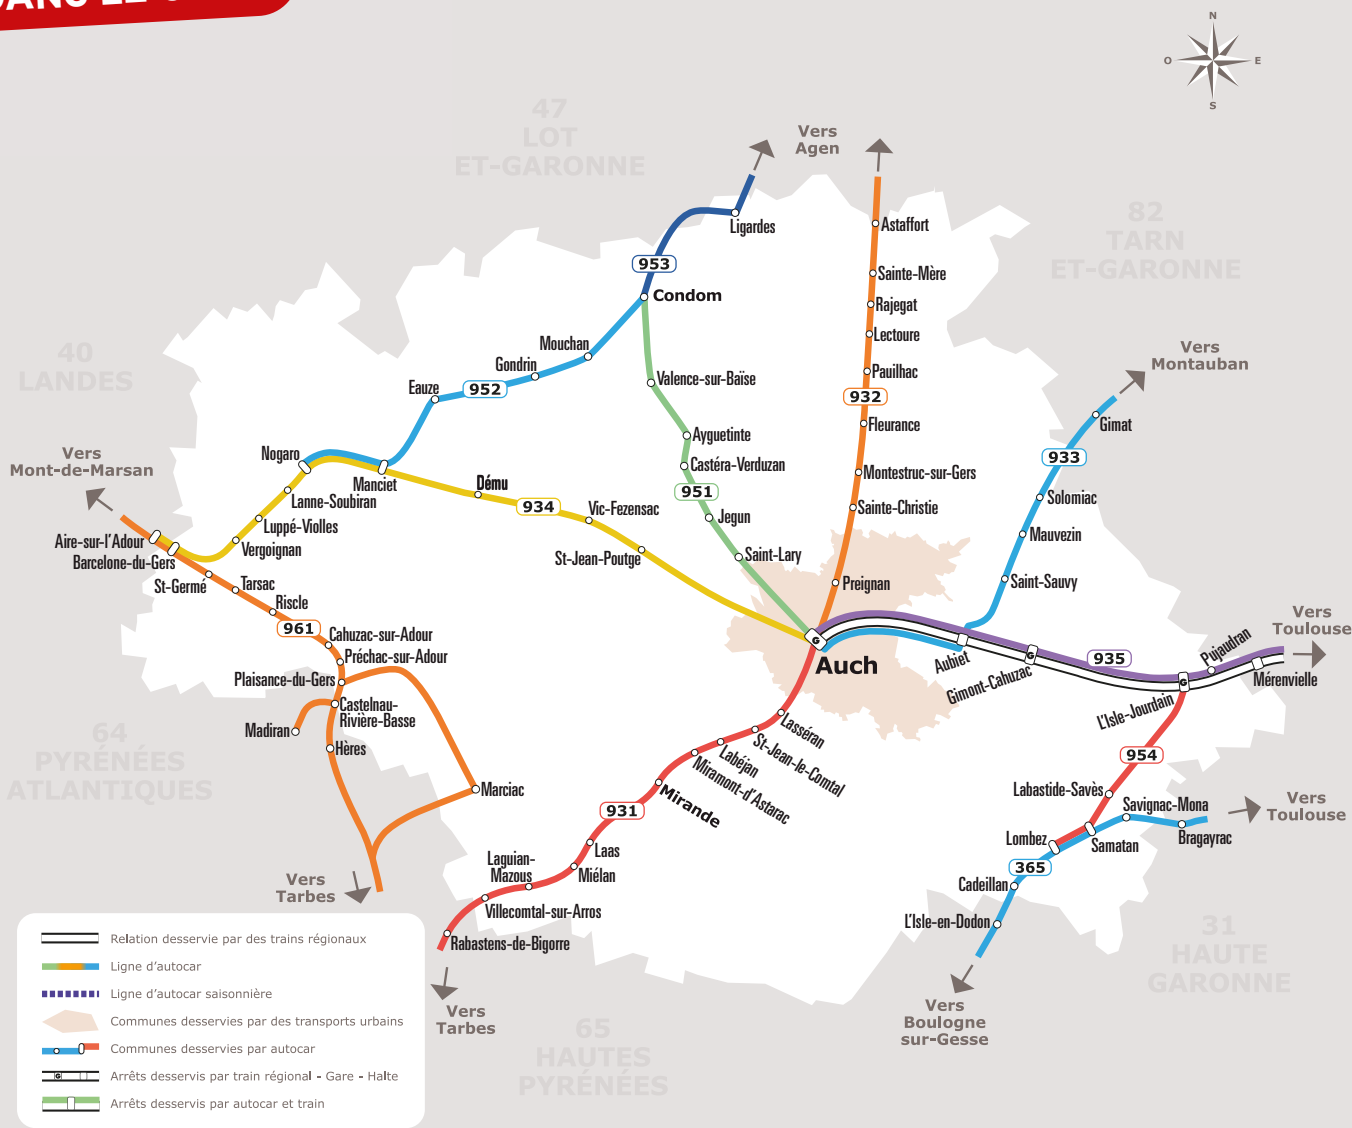 N
O
E
S
47
LOT
ET-GARONNE
Vers
Agen
82
TARN
ET-GARONNE
40
LANDES
Vers
Montauban
Vers
Mont-de-Marsan
Ligardes
953
Condom
Astaffort
Sainte-Mère
Rajegat
Lectoure
Pauilhac
932
Fleurance
Montestruc-sur-Gers
Sainte-Christie
Preignan
Mouchan
Gondrin
952
Eauze
Valence-sur-Baïse
Ayguetinte
Castéra-Verduzan
951
Jegun
Saint-Lary
Gimat
933
Solomiac
Mauvezin
Saint-Sauvy
Nogaro
Manciet
Lanne-Soubiran
Luppé-Violles
Vergoignan
Dému
934
Vic-Fezensac
St-Jean-Poutge
Aire-sur-l'Adour
Barcelone-du-Gers
St-Germé
Tarsac
Riscle
961
Cahuzac-sur-Adour
Préchac-sur-Adour
Plaisance-du-Gers
Castelnau-
Rivière-Basse
Madiran
Hères
Marciac
G
Auch
Aubiet
G
Gimont-Cahuzac
935
G
L'Isle-Jourdain
Pujaudran
Mérenvielle
Vers
Toulouse
954
Labastide-Savès
Savignac-Mona
Bragayrac
Vers
Toulouse
Lombez
Samatan
365
Cadeillan
L'Isle-en-Dodon
Vers
Boulogne
sur-Gesse
Lasséran
St-Jean-le-Comtal
Labéjan
Miramont-d'Astarac
Mirande
931
Laas
Miélan
Laguian-
Mazous
Villecomtal-sur-Arros
Rabastens-de-Bigorre
Vers
Tarbes
Vers
Tarbes
64
PYRÉNÉES
ATLANTIQUES
65
HAUTES
PYRÉNÉES
31
HAUTE
GARONNE
Relation desservie par des trains régionaux
Ligne d'autocar
Ligne d'autocar saisonnière
Communes desservies par des transports urbains
Communes desservies par autocar
G
Arrêts desservis par train régional - Gare - Halte
Arrêts desservis par autocar et train